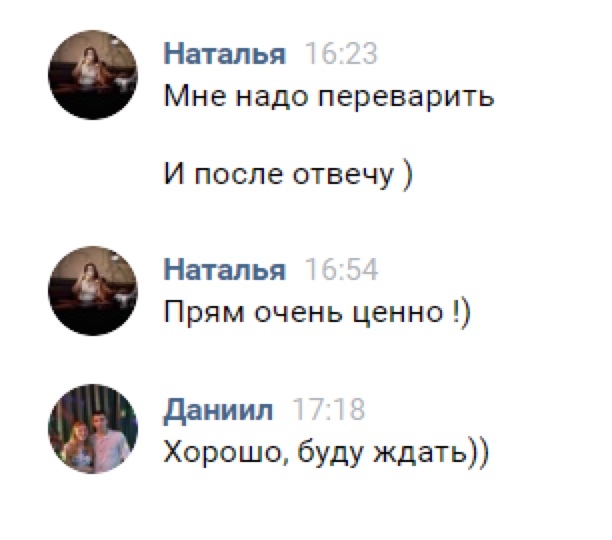 Наталья 16:23
Мне надо переварить
И после отвечу )
Наталья 16:54
Прям очень ценно !)
Даниил 17:18
Хорошо, буду ждать))